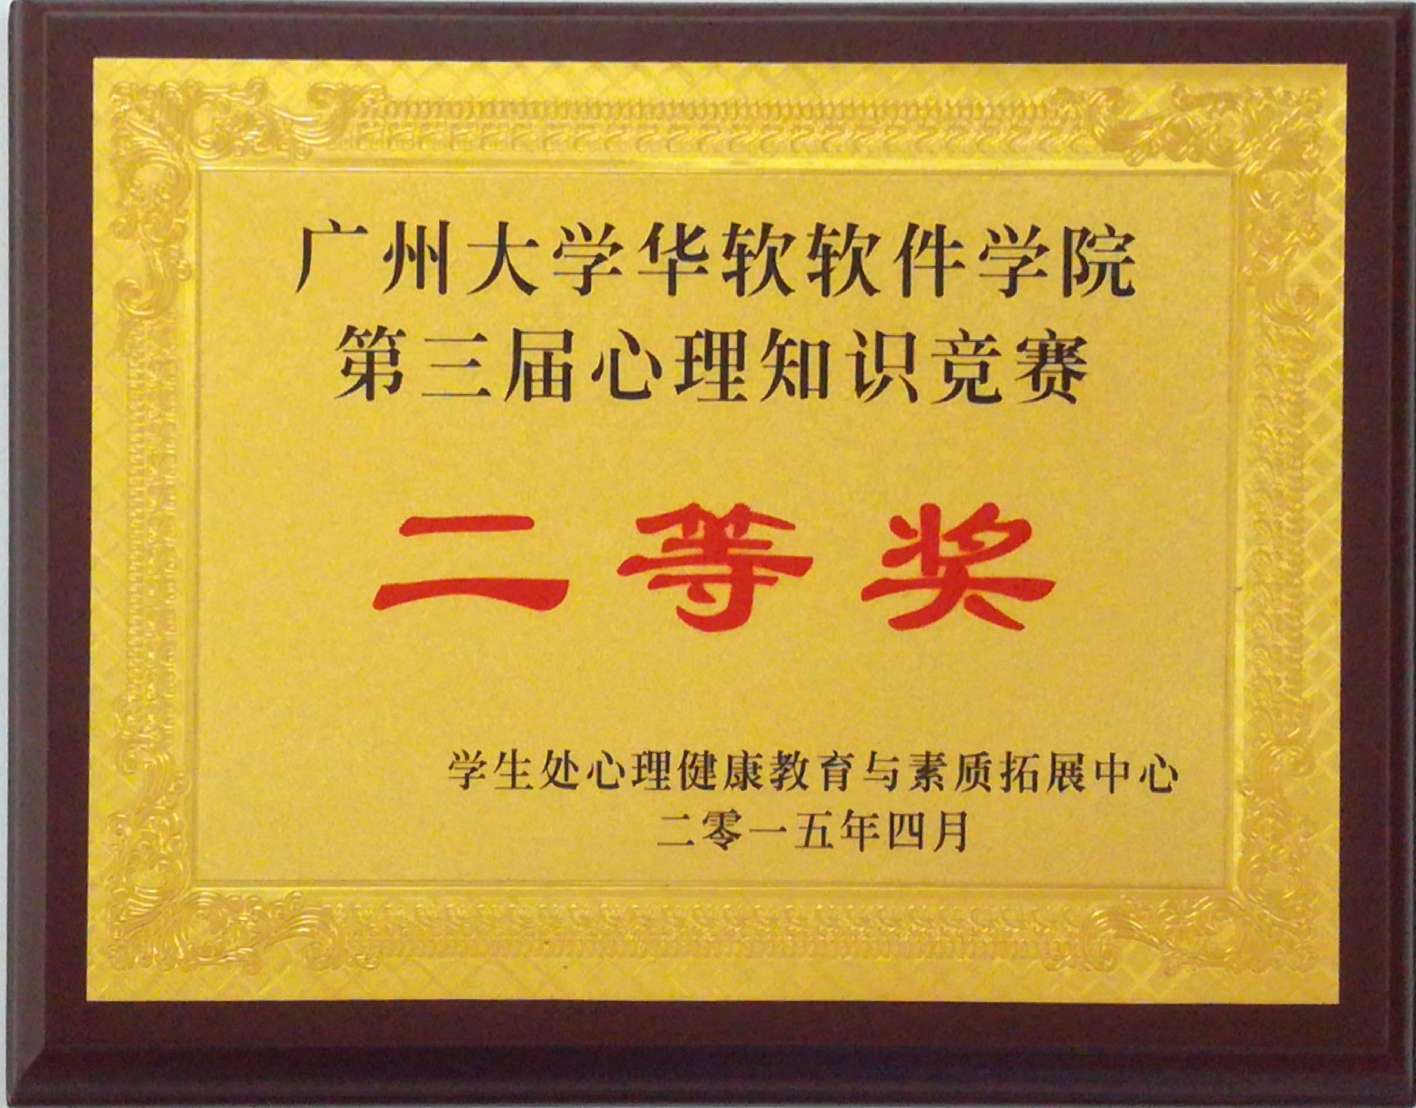 广州大学华软软件学院
第三届心理知识竞赛
二等奖
学生处心理健康教育与素质拓展中心
二零一五年四月